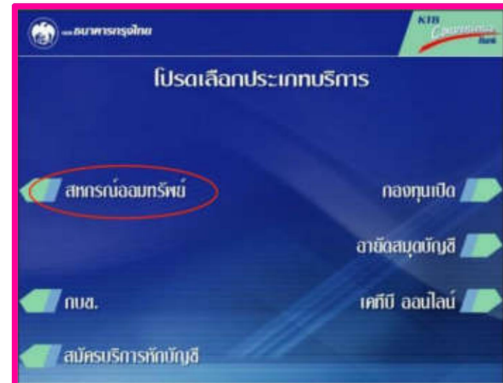 ธนาคารกรุงไทย
KTB
Convenience
Bank
โปรดเลือกประเภทบริการ
สหกรณ์ออมทรัพย์
กองทุนเปิด
อายัดสมุดบัญชี
กบข.
เคทีบี ออนไลน์
สมัครบริการหักบัญชี